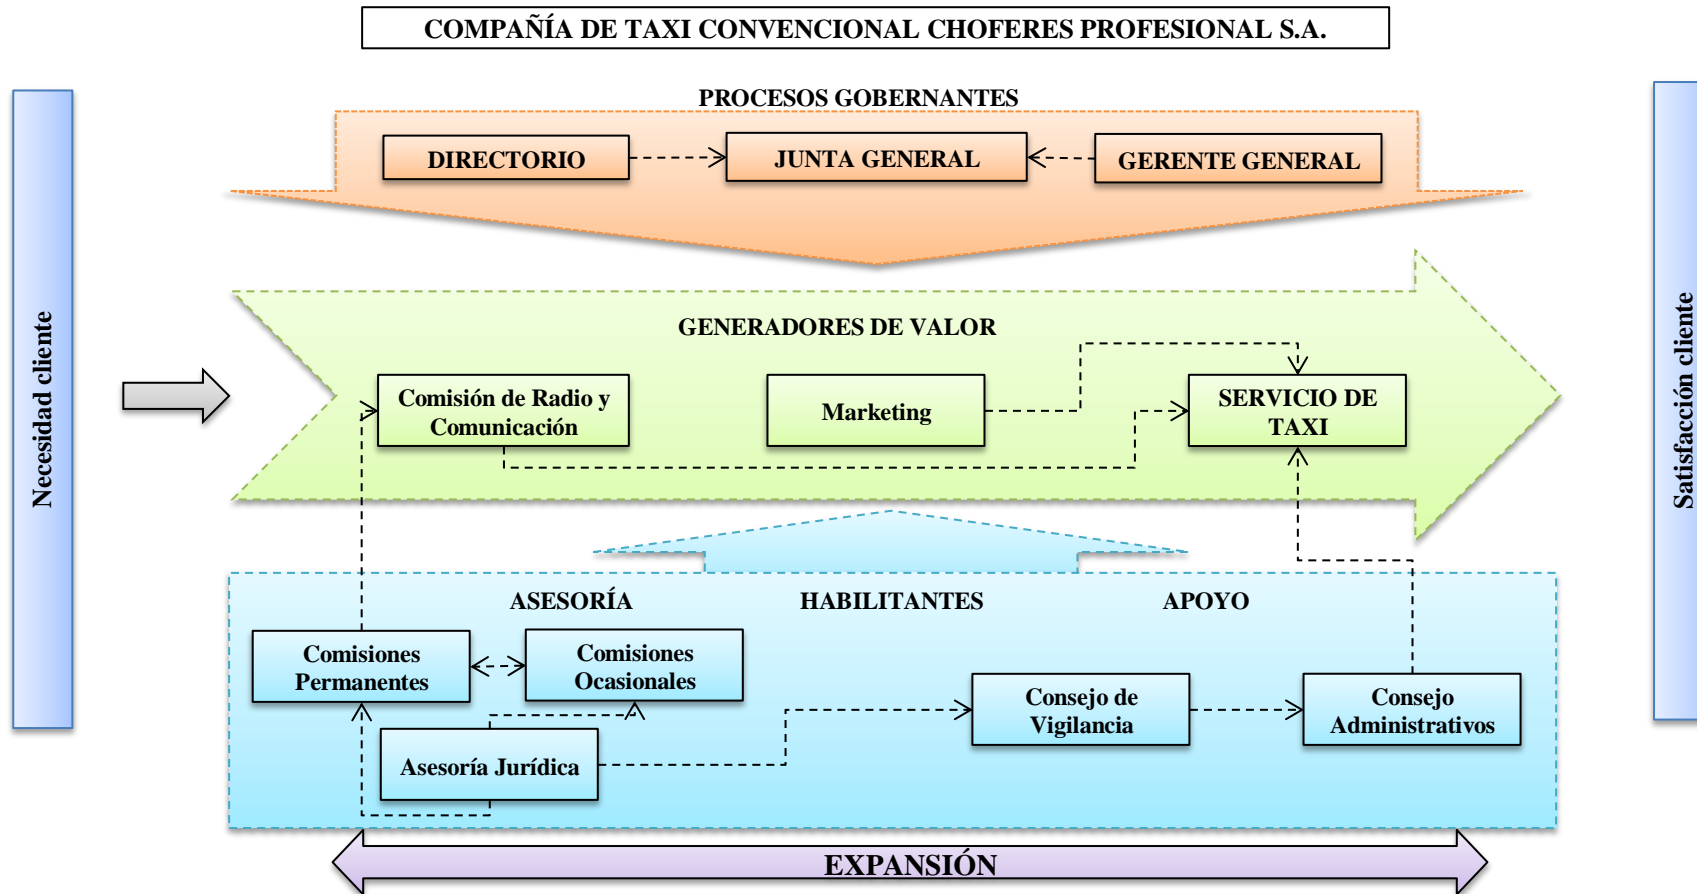 COMPAÑÍA DE TAXI CONVENCIONAL CHOFERES PROFESIONAL S.A.
PROCESOS GOBERNANTES
DIRECTORIO
JUNTA GENERAL
GERENTE GENERAL
Necesidad cliente
GENERADORES DE VALOR
Comisión de Radio y
Comunicación
Marketing
SERVICIO DE
TAXI
Satisfacción cliente
ASESORÍA
HABILITANTES
APOYO
Comisiones
Permanentes
Comisiones
Ocasionales
Asesoría Jurídica
Consejo de
Vigilancia
Consejo
Administrativos
EXPANSIÓN